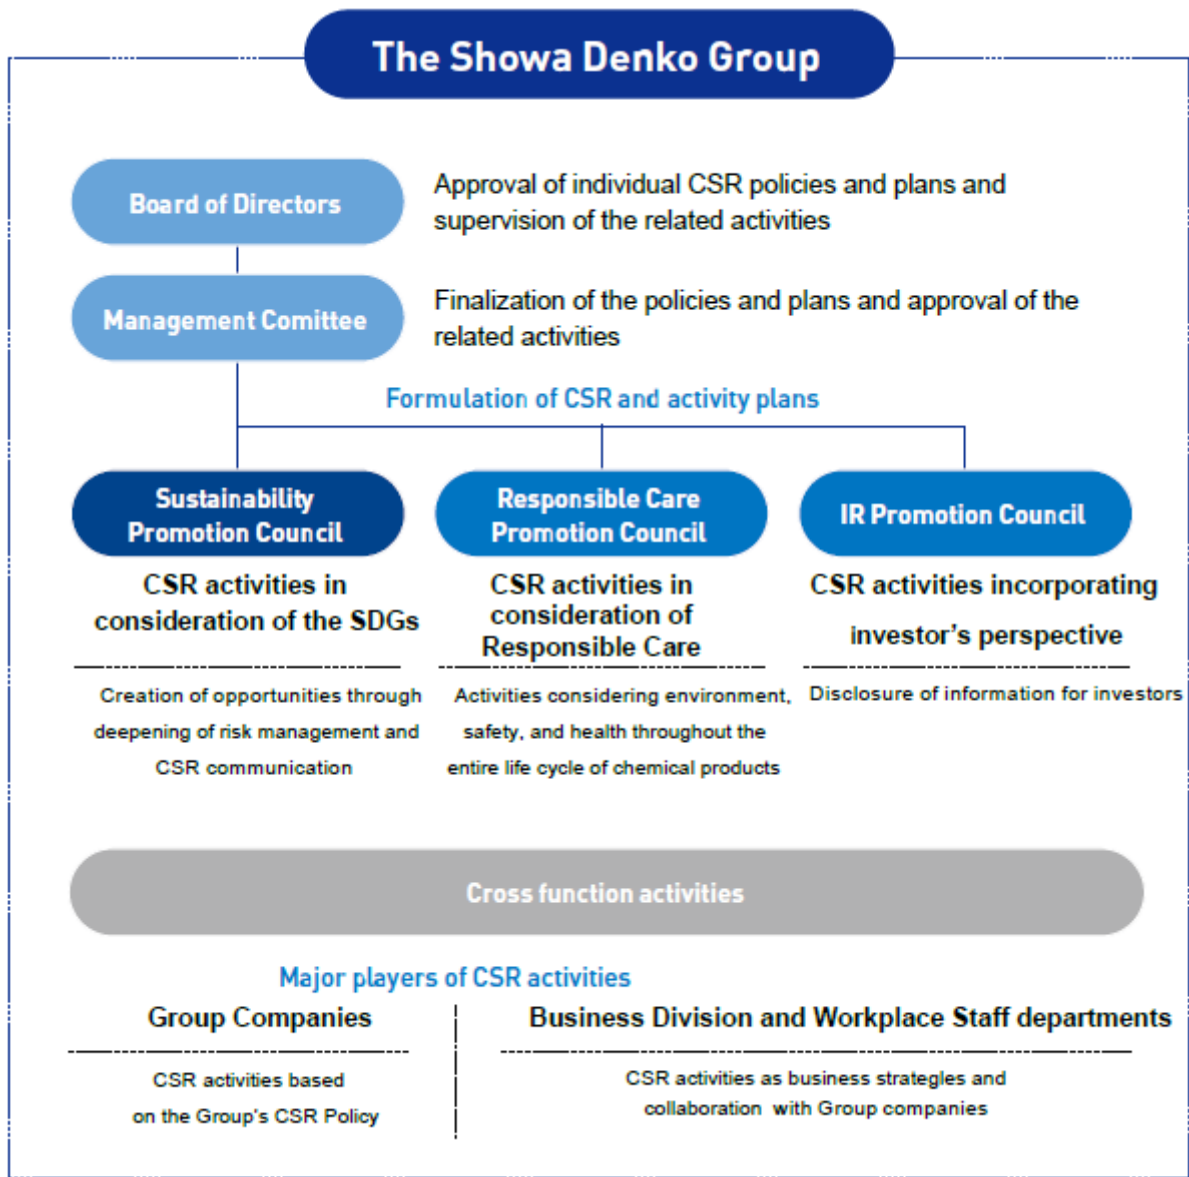 The Showa Denko Group
Board of Directors
Approval of individual CSR policies and plans and
supervision of the related activities
Management Comittee
Finalization of the policies and plans and approval of the
related activities
Formulation of CSR and activity plans
Sustainability
Promotion Council
CSR activities in
consideration of the SDGs
Creation of opportunities through
deepening of risk management and
CSR communication
Responsible Care
Promotion Council
CSR activities in
consideration of
Responsible Care
Activities considering environment,
safety, and health throughout the
entire life cycle of chemical products
IR Promotion Council
CSR activities incorporating
investor's perspective
Disclosure of information for investors
Cross function activities
Major players of CSR activities
Group Companies
CSR activities based
on the Group's CSR Policy
Business Division and Workplace Staff departments
CSR activities as business strategles and
collaboration with Group companies